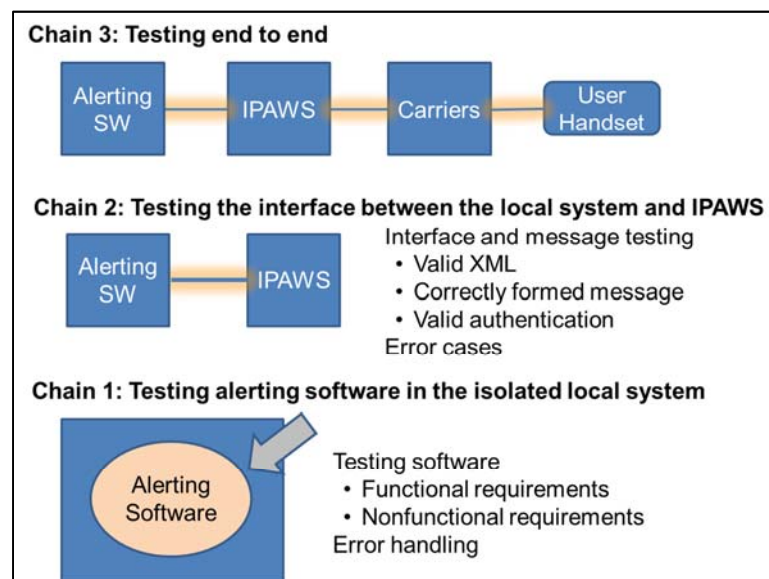 Chain 3: Testing end to end
Alerting
SW
IPAWS
Carriers
User
Handset
Chain 2: Testing the interface between the local system and IPAWS
Alerting
SW
IPAWS
Interface and message testing
• Valid XML
• Correctly formed message
• Valid authentication
Error cases
Chain 1: Testing alerting software in the isolated local system
Alerting
Software
Testing software
• Functional requirements
• Nonfunctional requirements
Error handling